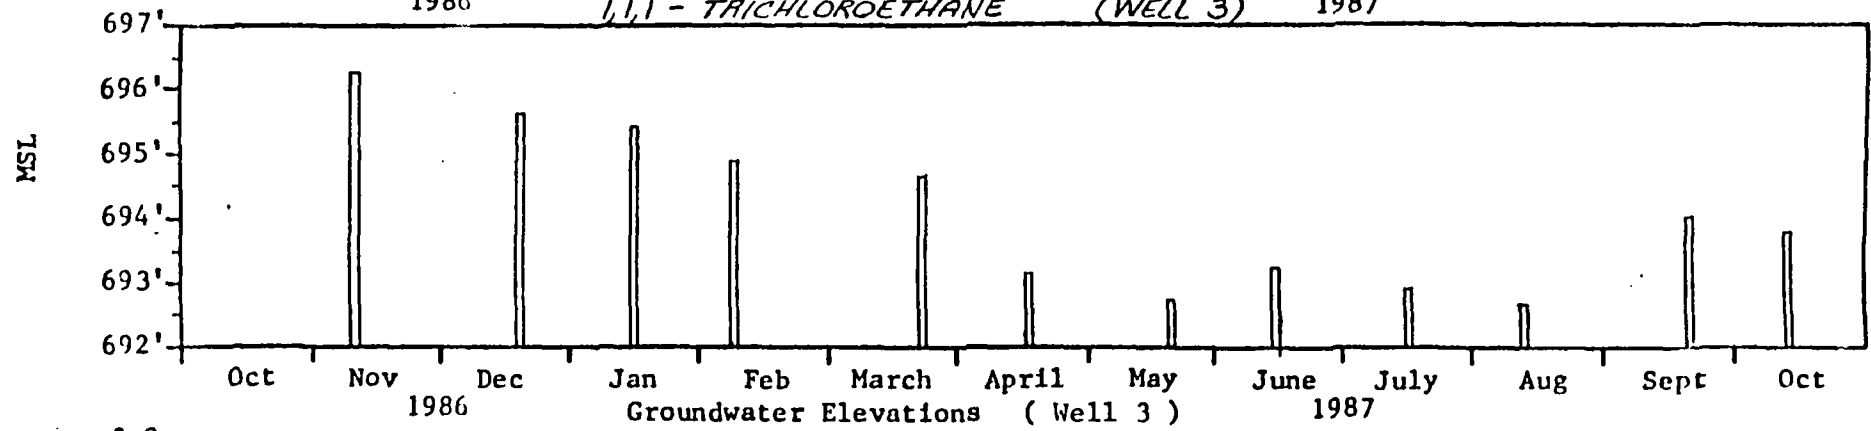 1986 1,1,1 - TRICHLOROETHANE (WELL 3) 1987
697'
696'
695'
694'
693'
692'
MSL
Oct Nov Dec Jan Feb March April May June July Aug Sept Oct
1986 Groundwater Elevations ( Well 3 ) 1987